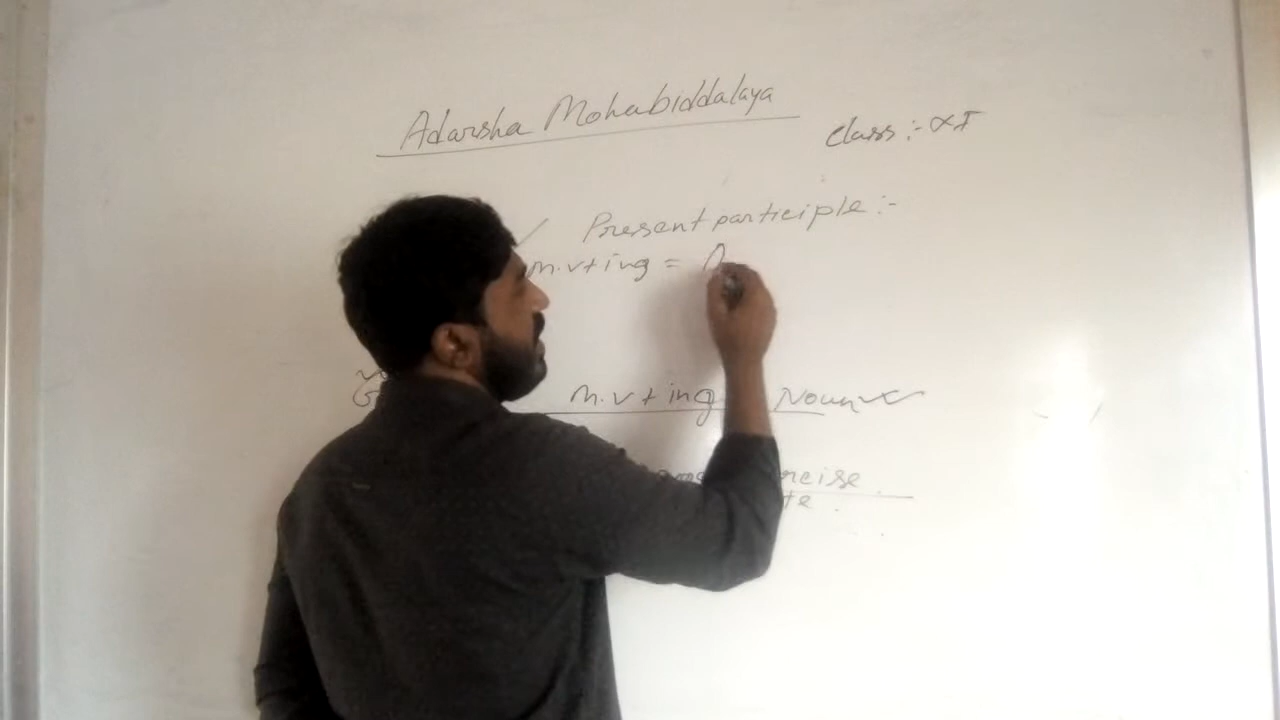 Adarsha Mohabiddalaya
class:- XI
Present participle:-
m.v+ing = A
m.v + ing Noun